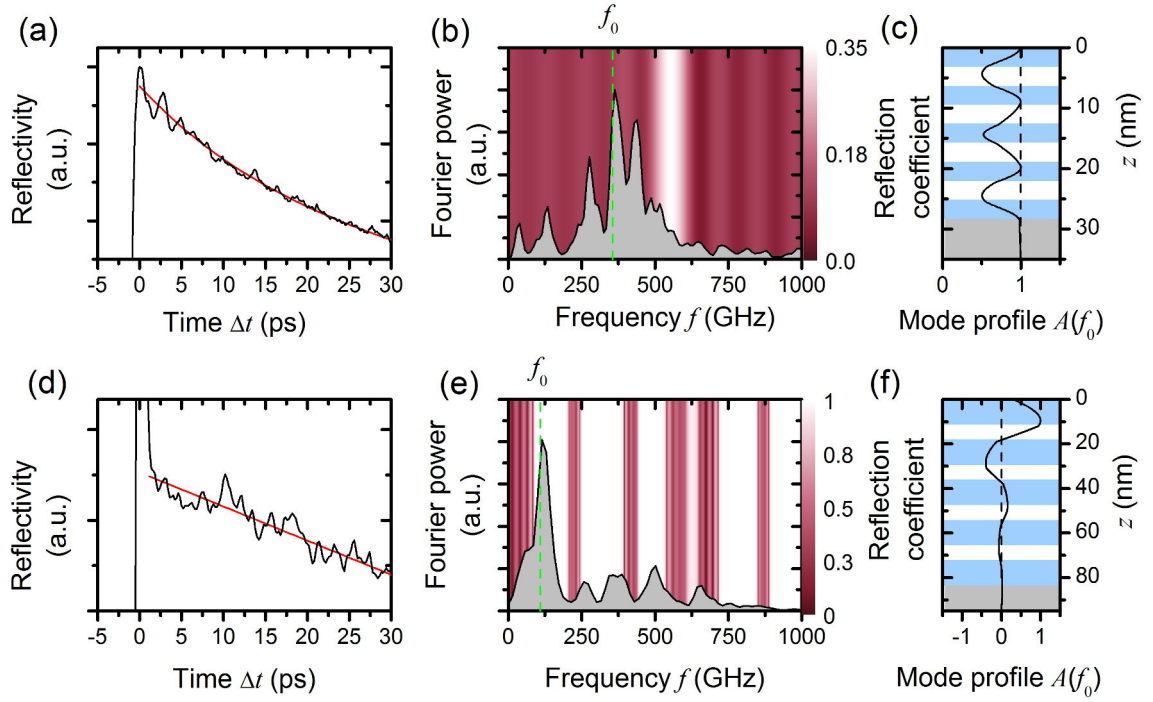 (a)
Reflectivity
(a.u.)
-5 0 5 10 15 20 25 30
Time Δt (ps)
(b)
f0
Fourier power
(a.u.)
0.35
0.18
0.0
0 250 500 750 1000
Frequency f (GHz)
Reflection
coefficient
(c)
0
10
20
30
z (nm)
0 1
Mode profile A(f0)
(d)
Reflectivity
(a.u.)
-5 0 5 10 15 20 25 30
Time Δt (ps)
(e)
f0
Fourier power
(a.u.)
1
0.8
0.5
0.3
0
0 250 500 750 1000
Frequency f (GHz)
Reflection
coefficient
(f)
0
20
40
60
80
z (nm)
-1 0 1
Mode profile A(f0)